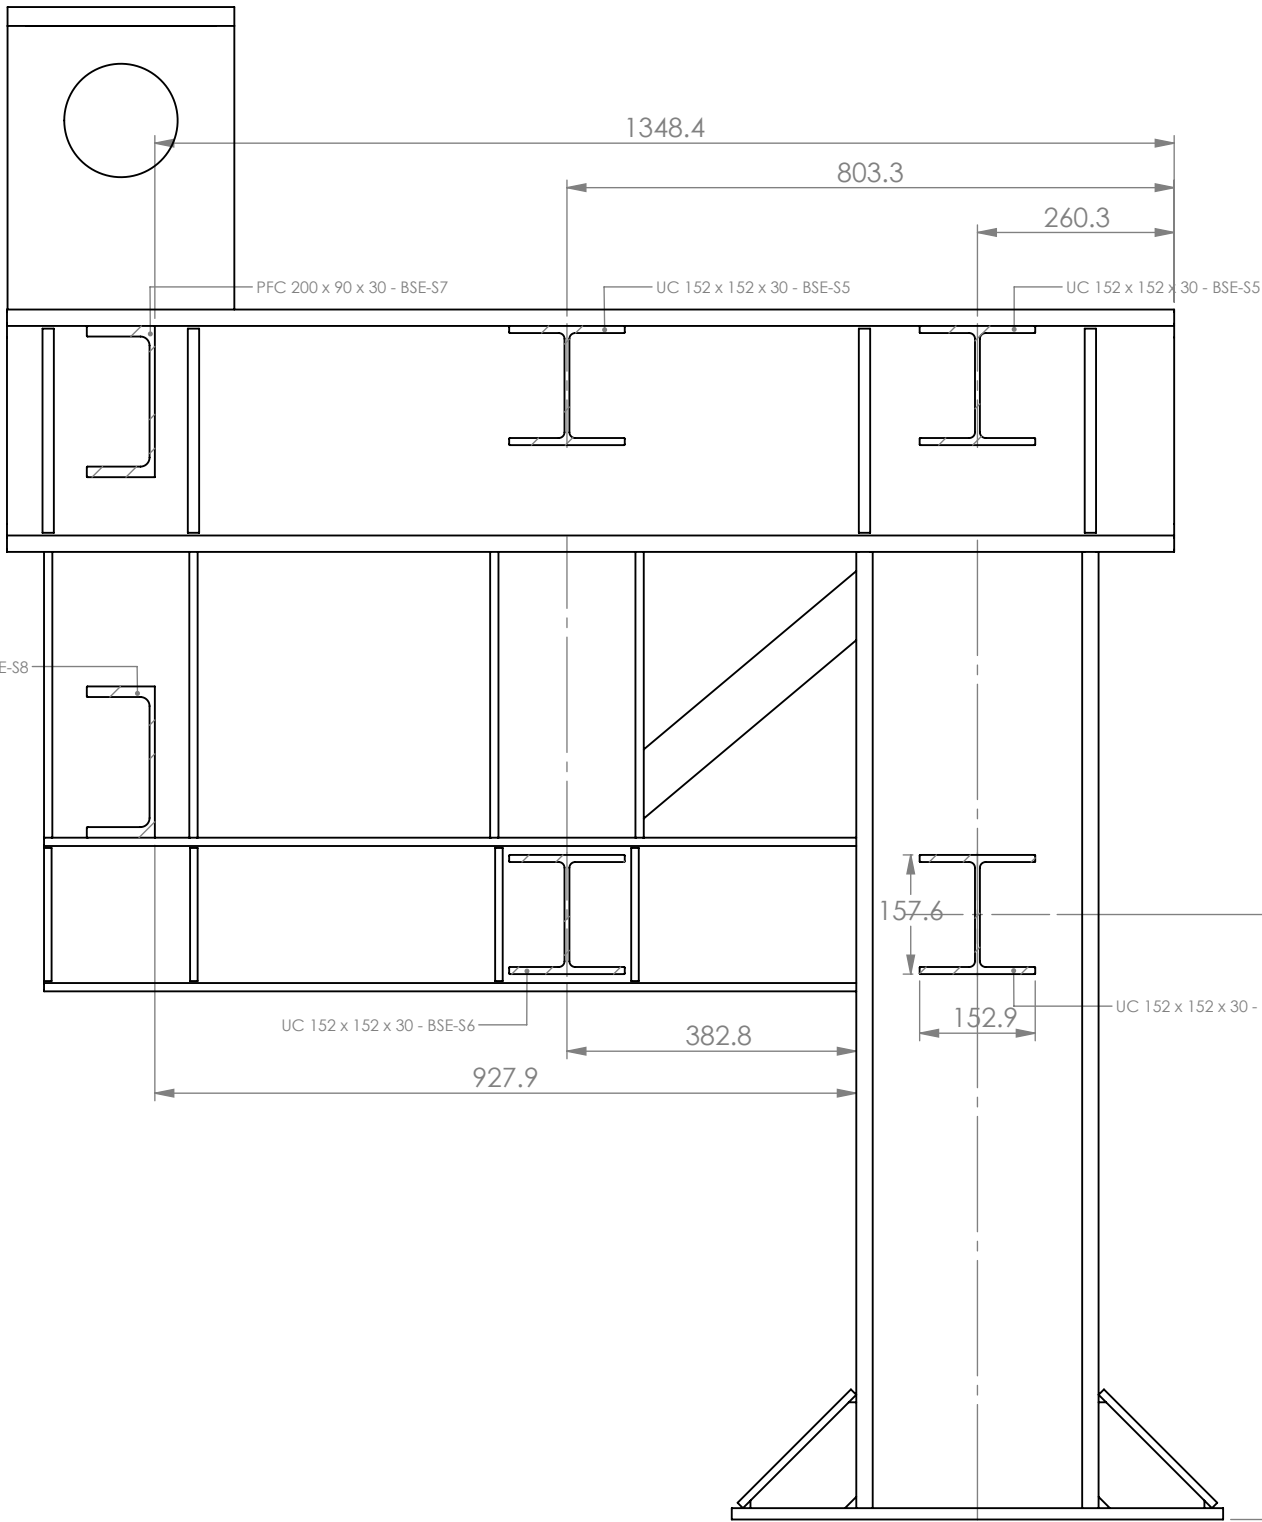 1348.4
803.3
260.3
PFC 200 x 90 x 30 - BSE-S7
UC 152 x 152 x 30 - BSE-S5
UC 152 x 152 x 30 - BSE-S5
E-S8
157.6
UC 152 x 152 x 30 -
152.9
UC 152 x 152 x 30 - BSE-S6
382.8
927.9